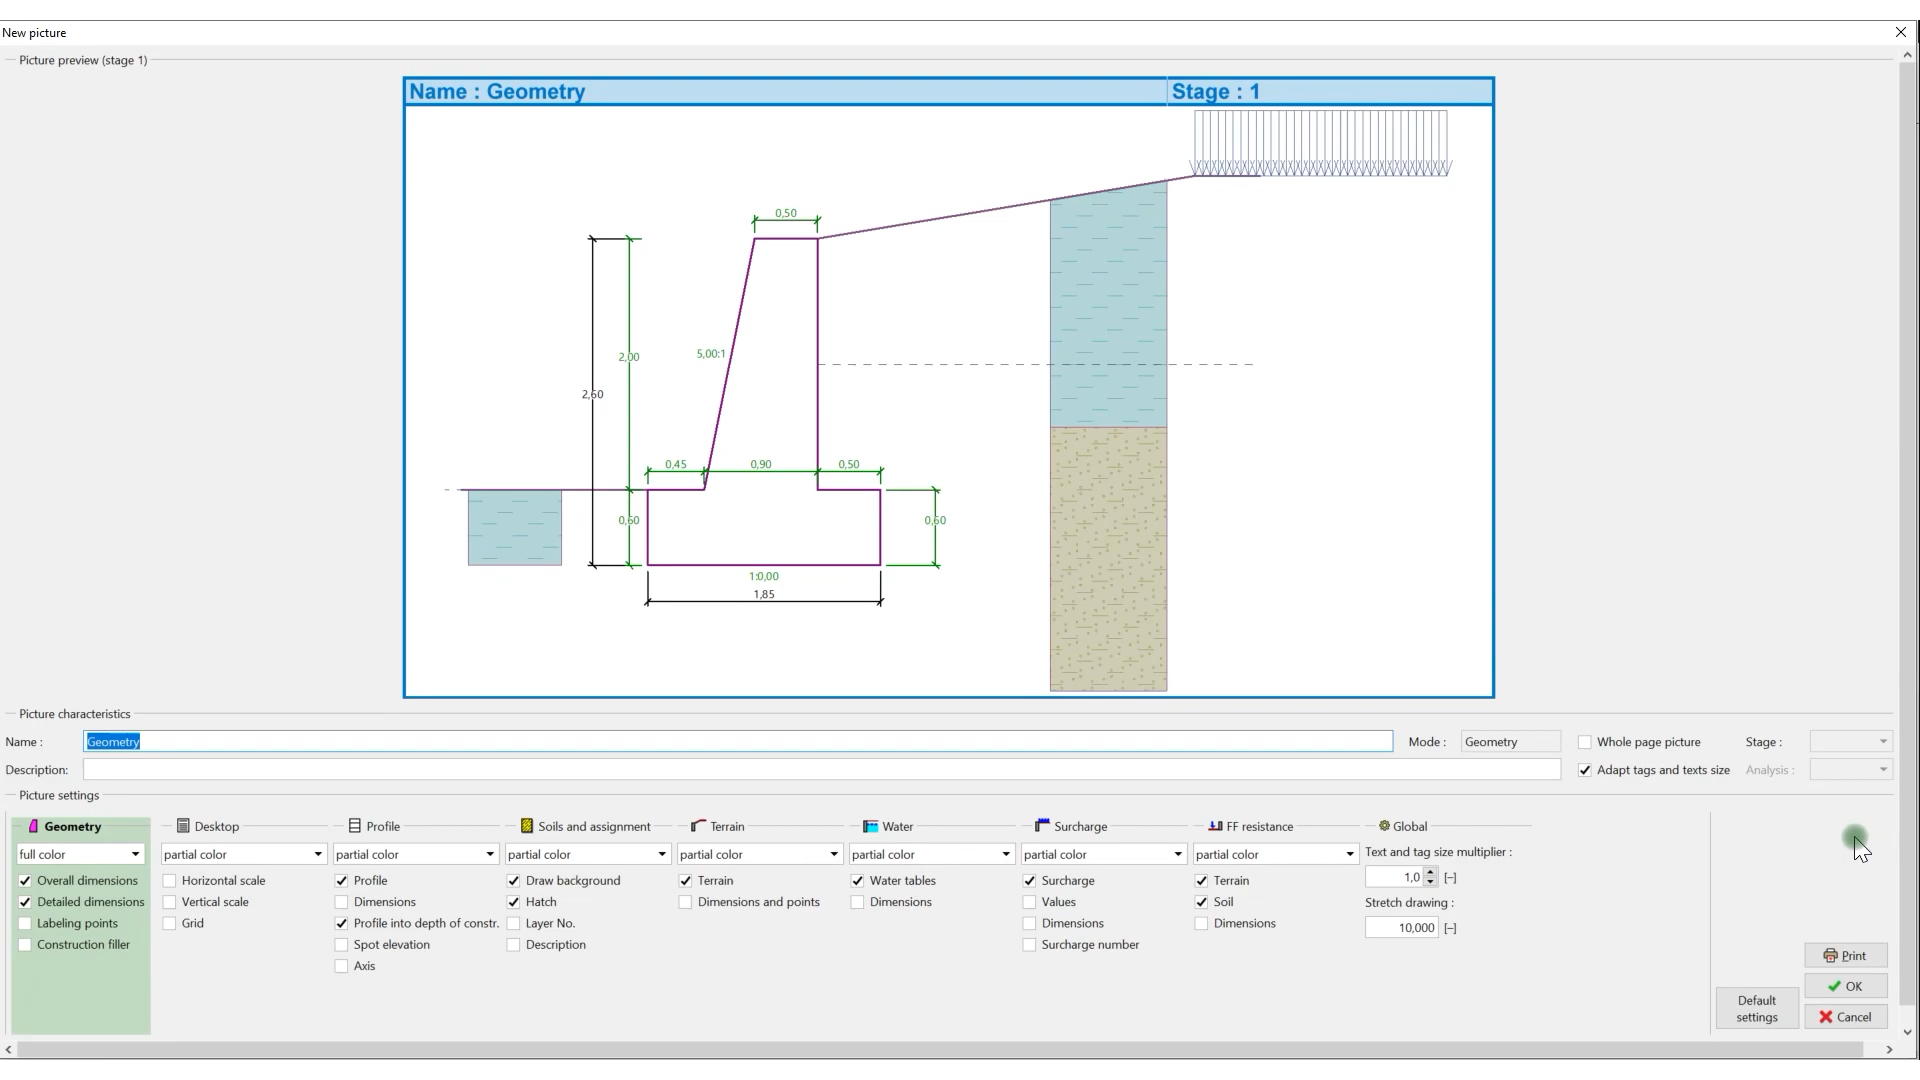 New picture
Picture preview (stage 1)
Name : Geometry Stage : 1
0,50
2,00
5,00:1
2,60
0,45 0,90 0,50
0,60 0,60
1:0,00
1,85
Picture characteristics
Name : Geometry Mode : Geometry Whole page picture Stage :
Description: Adapt tags and texts size Analysis :
Picture settings
Geometry Desktop Profile Soils and assignment Terrain Water Surcharge FF resistance Global
full color partial color partial color partial color partial color partial color partial color partial color Text and tag size multiplier :
Overall dimensions Horizontal scale Profile Draw background Terrain Water tables Surcharge Terrain 1,0 [–]
Detailed dimensions Vertical scale Dimensions Hatch Dimensions and points Dimensions Values Soil Stretch drawing :
Labeling points Grid Profile into depth of constr. Layer No. Dimensions Dimensions 10,000 [–]
Construction filler Spot elevation Description Surcharge number
Axis
Print
OK
Default settings
Cancel